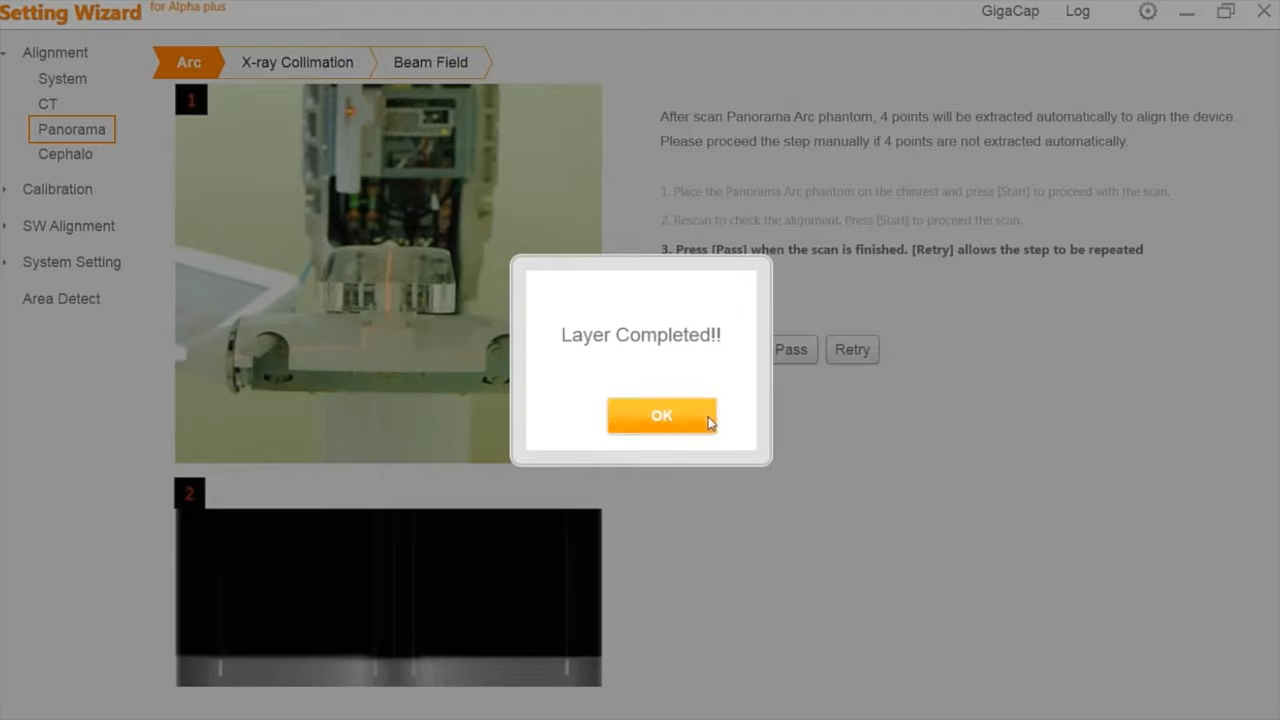 Setting Wizard for Alpha plus
GigaCap Log
Alignment
System
CT
Panorama
Cephalo
Calibration
SW Alignment
System Setting
Area Detect
Arc X-ray Collimation Beam Field
1
After scan Panorama Arc phantom, 4 points will be extracted automatically to align the device.
Please proceed the step manually if 4 points are not extracted automatically.
1. Place the Panorama Arc phantom on the chinrest and press [Start] to proceed with the scan.
2. Rescan to check the alignment. Press [Start] to proceed the scan.
3. Press [Pass] when the scan is finished. [Retry] allows the step to be repeated
Layer Completed!!
OK
Pass Retry
2